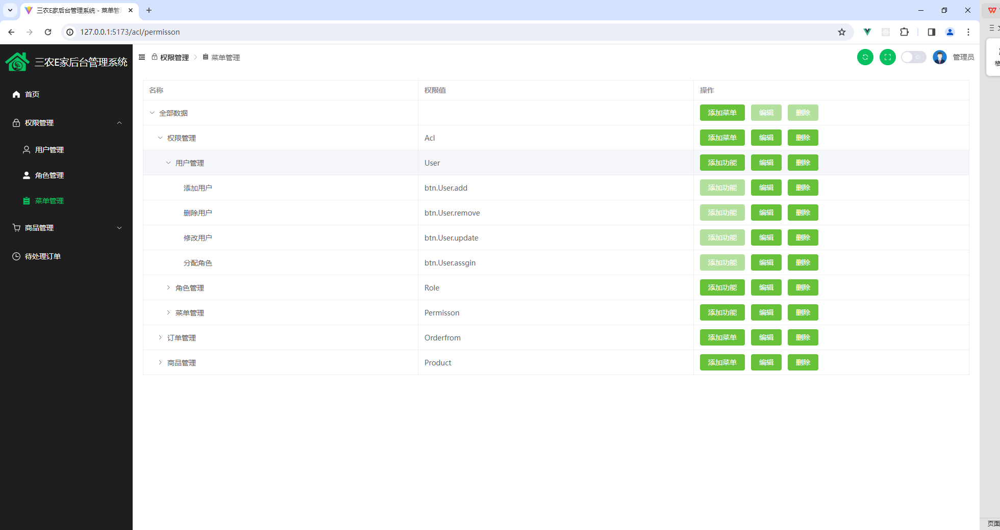 三农E家后台管理系统 - 菜单管
127.0.0.1:5173/acl/permisson
三农E家后台管理系统
权限管理
菜单管理
管理员
首页
权限管理
用户管理
角色管理
菜单管理
商品管理
待处理订单
名称 权限值 操作
全部数据 添加菜单 编辑 删除
权限管理 Acl 添加菜单 编辑 删除
用户管理 User 添加功能 编辑 删除
添加用户 btn.User.add 添加功能 编辑 删除
删除用户 btn.User.remove 添加功能 编辑 删除
修改用户 btn.User.update 添加功能 编辑 删除
分配角色 btn.User.assgin 添加功能 编辑 删除
角色管理 Role 添加功能 编辑 删除
菜单管理 Permisson 添加功能 编辑 删除
订单管理 Orderfrom 添加菜单 编辑 删除
商品管理 Product 添加菜单 编辑 删除
页面